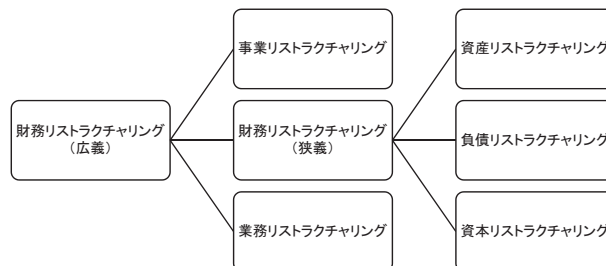 事業リストラクチャリング
資産リストラクチャリング
財務リストラクチャリング
（広義）
財務リストラクチャリング
（狭義）
負債リストラクチャリング
業務リストラクチャリング
資本リストラクチャリング